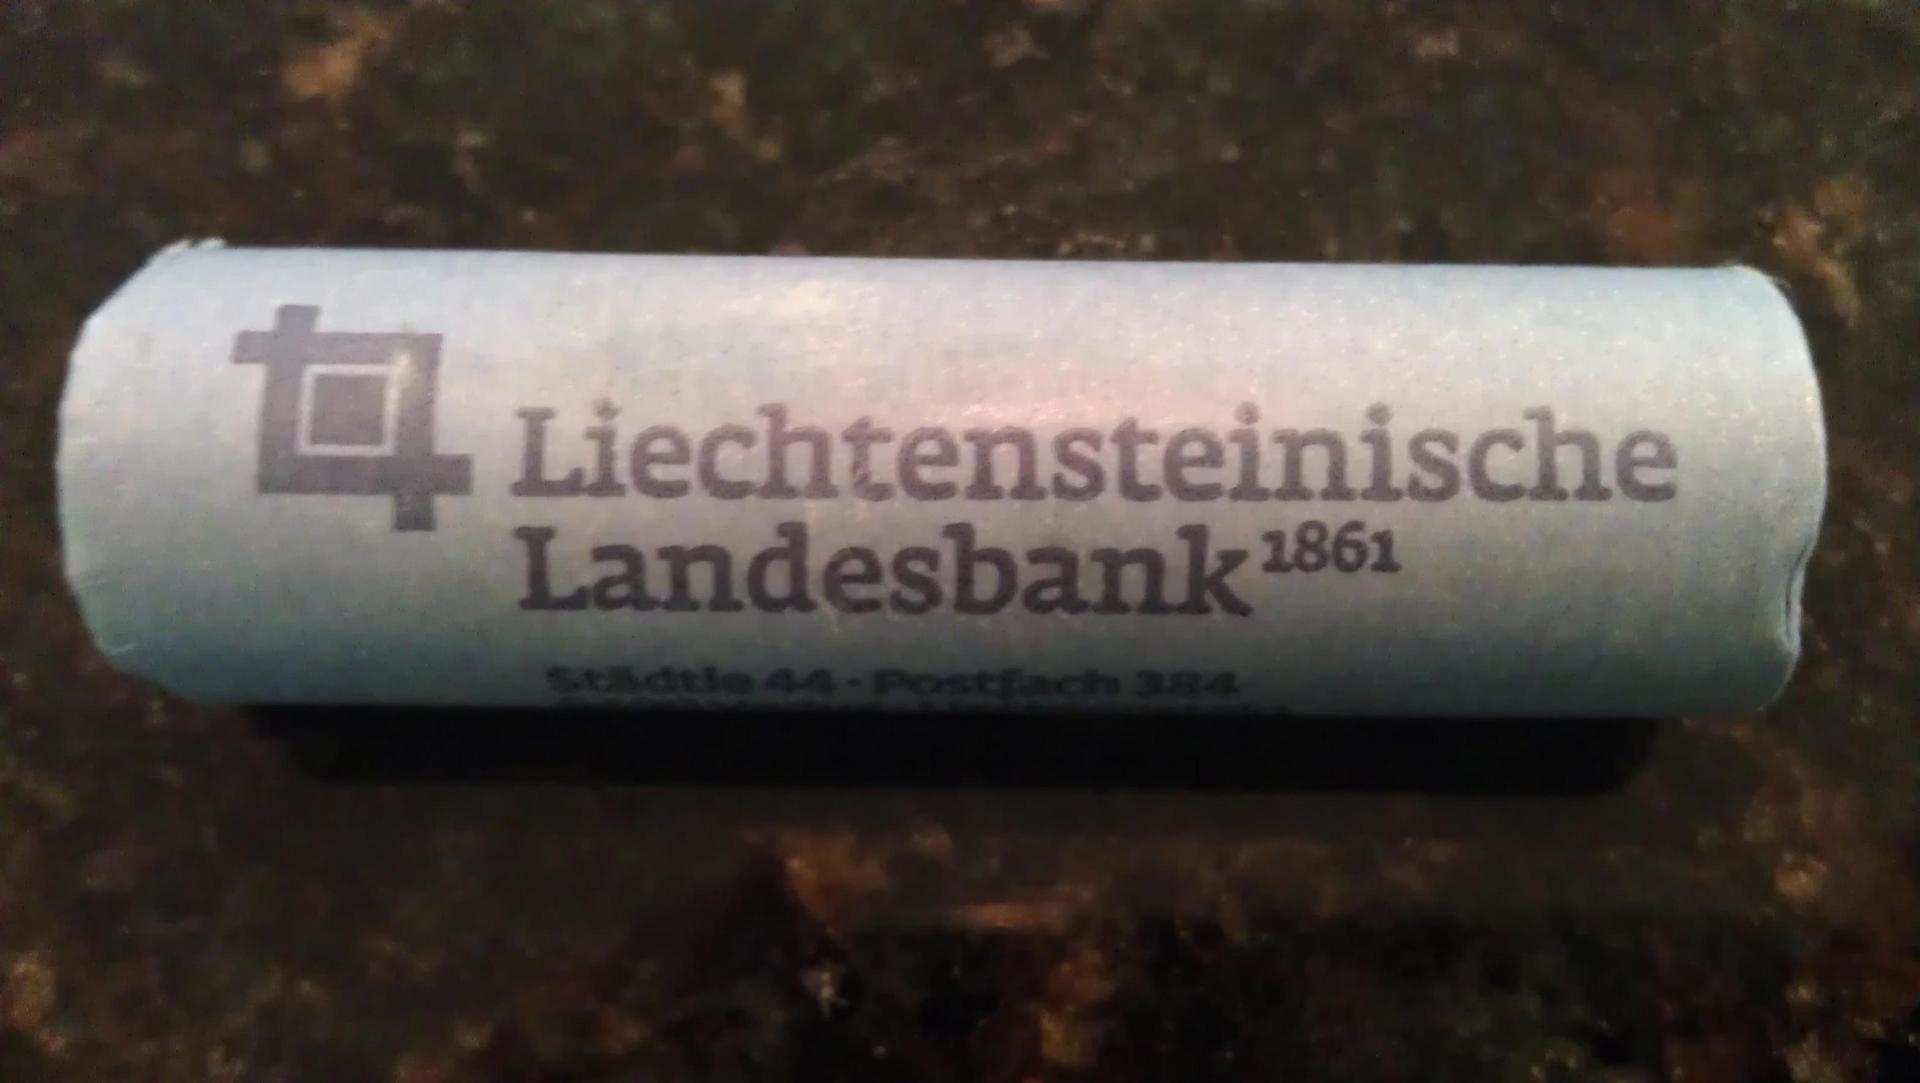 Liechtensteinische
Landesbank 1861
Städtle 44 · Postfach 384